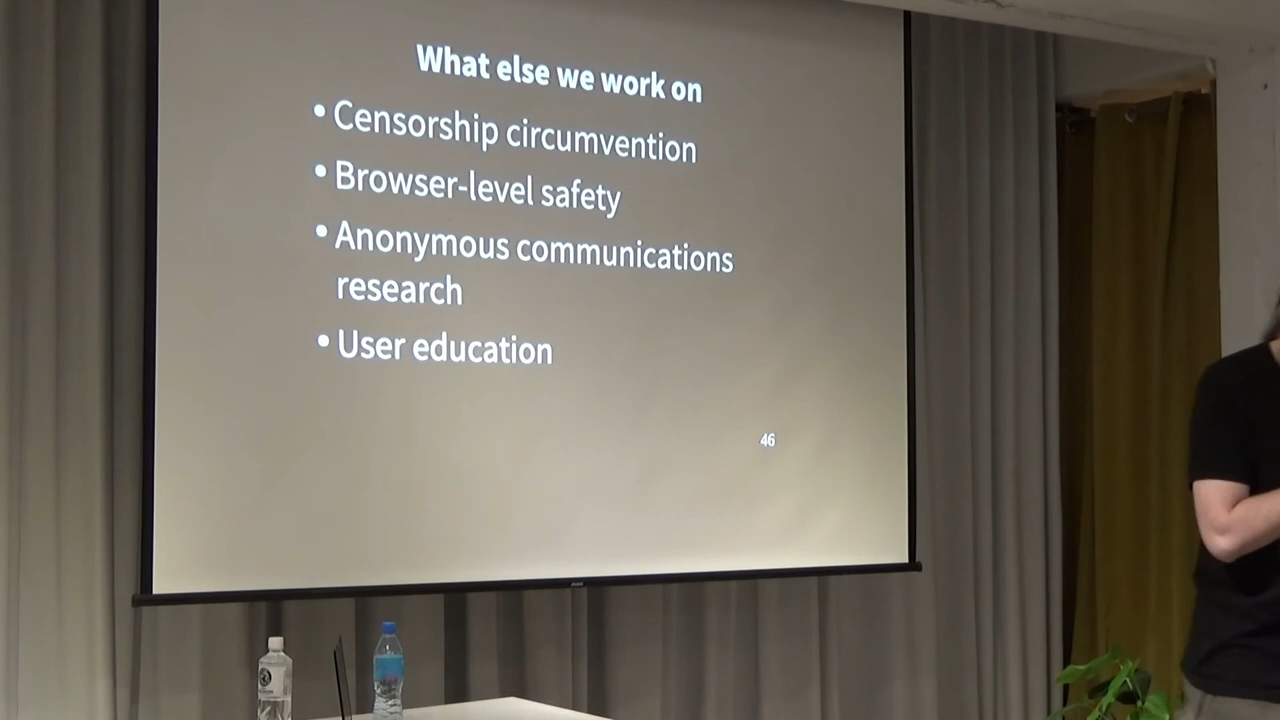 What else we work on
• Censorship circumvention
• Browser-level safety
• Anonymous communications
research
• User education
46